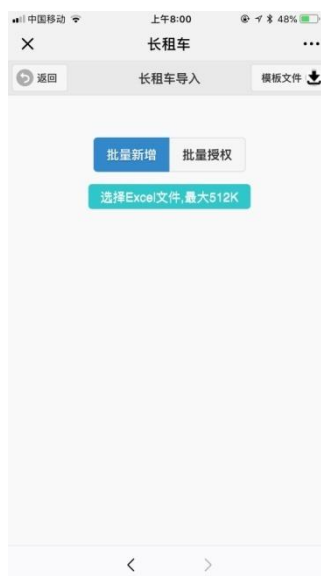 中国移动 上午8:00 48%
长租车
返回 长租车导入 模板文件
批量新增 批量授权
选择Excel文件,最大512K